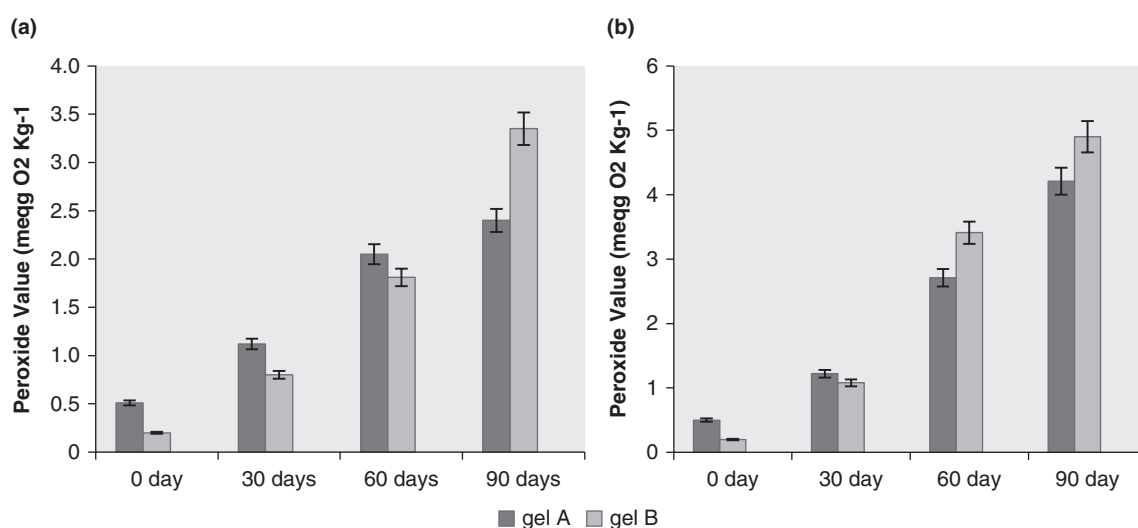 (a)
Peroxide Value (meqg O2 Kg-1
4.0
3.5
3.0
2.5
2.0
1.5
1.0
0.5
0
0 day 30 days 60 days 90 days
(b)
Peroxide Value (meqg O2 Kg-1)
6
5
4
3
2
1
0
0 day 30 day 60 day 90 day
gel A gel B